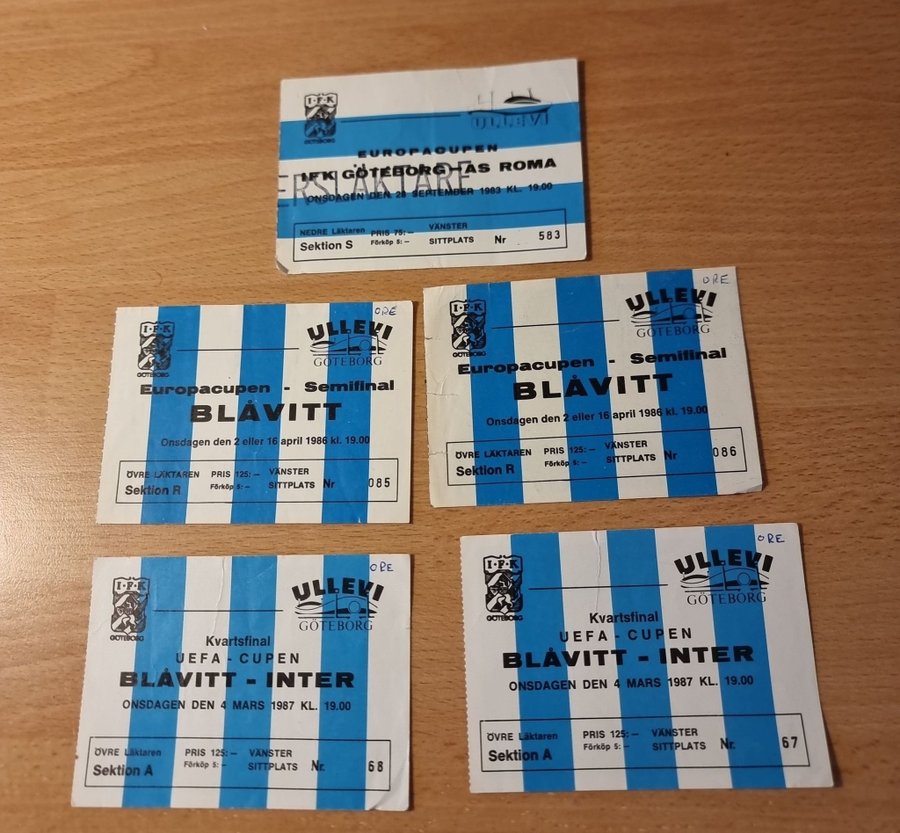 I·F·K
GÖTEBORG
ULLEVI
EUROPACUPEN
IFK GÖTEBORG-AS ROMA
ERSLÄKTARE
ONSDAGEN DEN 28 SEPTEMBER 1983 KL. 19.00
NEDRE Läktaren PRIS 75:– VÄNSTER
Sektion S Förköp 5:– SITTPLATS Nr 583
ORE
I·F·K
GÖTEBORG
ULLEVI
GÖTEBORG
Europacupen - Semifinal
BLÅVITT
Onsdagen den 2 eller 16 april 1986 kl. 19.00
ÖVRE LÄKTAREN PRIS 125:– VÄNSTER
Sektion R Förköp 5:– SITTPLATS Nr 085
ORE
I·F·K
GÖTEBORG
ULLEVI
GÖTEBORG
Europacupen - Semifinal
BLÅVITT
Onsdagen den 2 eller 16 april 1986 kl. 19.00
ÖVRE LÄKTAREN PRIS 125:– VÄNSTER
Sektion R Förköp 5:– SITTPLATS Nr 086
ORE
I·F·K
GÖTEBORG
ULLEVI
GÖTEBORG
Kvartsfinal
UEFA - CUPEN
BLÅVITT - INTER
ONSDAGEN DEN 4 MARS 1987 KL. 19.00
ÖVRE Läktaren PRIS 125:– VÄNSTER
Sektion A Förköp 5:– SITTPLATS Nr. 68
ORE
I·F·K
GÖTEBORG
ULLEVI
GÖTEBORG
Kvartsfinal
UEFA - CUPEN
BLÅVITT - INTER
ONSDAGEN DEN 4 MARS 1987 KL. 19.00
ÖVRE Läktaren PRIS 125:– VÄNSTER
Sektion A Förköp 5:– SITTPLATS Nr. 67